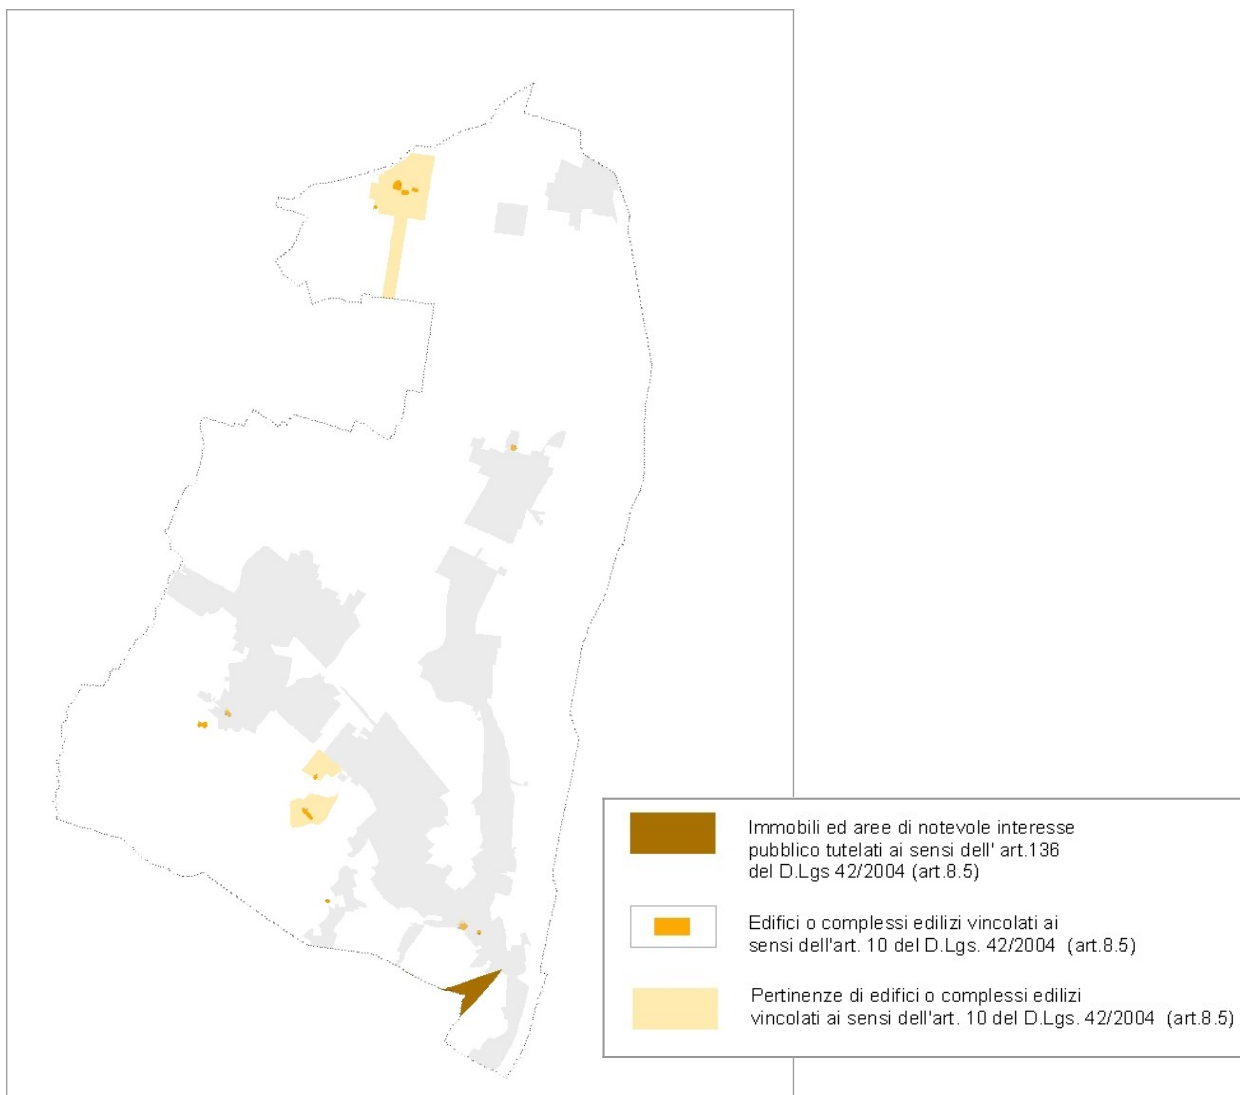 Immobili ed aree di notevole interesse
pubblico tutelati ai sensi dell' art.136
del D.Lgs 42/2004 (art.8.5)
Edifici o complessi edilizi vincolati ai
sensi dell'art. 10 del D.Lgs. 42/2004 (art.8.5)
Pertinenze di edifici o complessi edilizi
vincolati ai sensi dell'art. 10 del D.Lgs. 42/2004 (art.8.5)